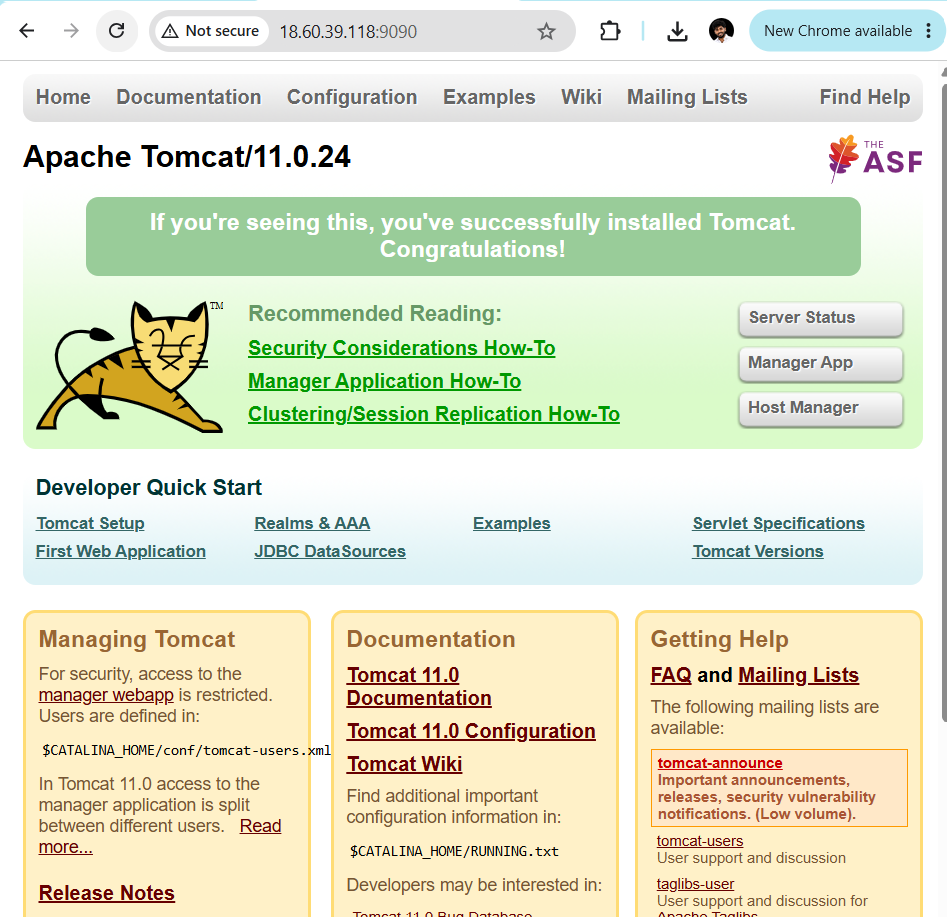 Not secure 18.60.39.118:9090 New Chrome available
Home Documentation Configuration Examples Wiki Mailing Lists Find Help
Apache Tomcat/11.0.24
THE
ASF
If you're seeing this, you've successfully installed Tomcat.
Congratulations!
TM
Recommended Reading:
Security Considerations How-To
Manager Application How-To
Clustering/Session Replication How-To
Server Status
Manager App
Host Manager
Developer Quick Start
Tomcat Setup
First Web Application
Realms & AAA
JDBC DataSources
Examples
Servlet Specifications
Tomcat Versions
Managing Tomcat
For security, access to the
manager webapp is restricted.
Users are defined in:
$CATALINA_HOME/conf/tomcat-users.xml
In Tomcat 11.0 access to the
manager application is split
between different users. Read
more...
Release Notes
Documentation
Tomcat 11.0
Documentation
Tomcat 11.0 Configuration
Tomcat Wiki
Find additional important
configuration information in:
$CATALINA_HOME/RUNNING.txt
Developers may be interested in:
Tomcat 11.0 Bug Database
Getting Help
FAQ and Mailing Lists
The following mailing lists are
available:
tomcat-announce
Important announcements,
releases, security vulnerability
notifications. (Low volume).
tomcat-users
User support and discussion
taglibs-user
User support and discussion for
Apache Taglibs